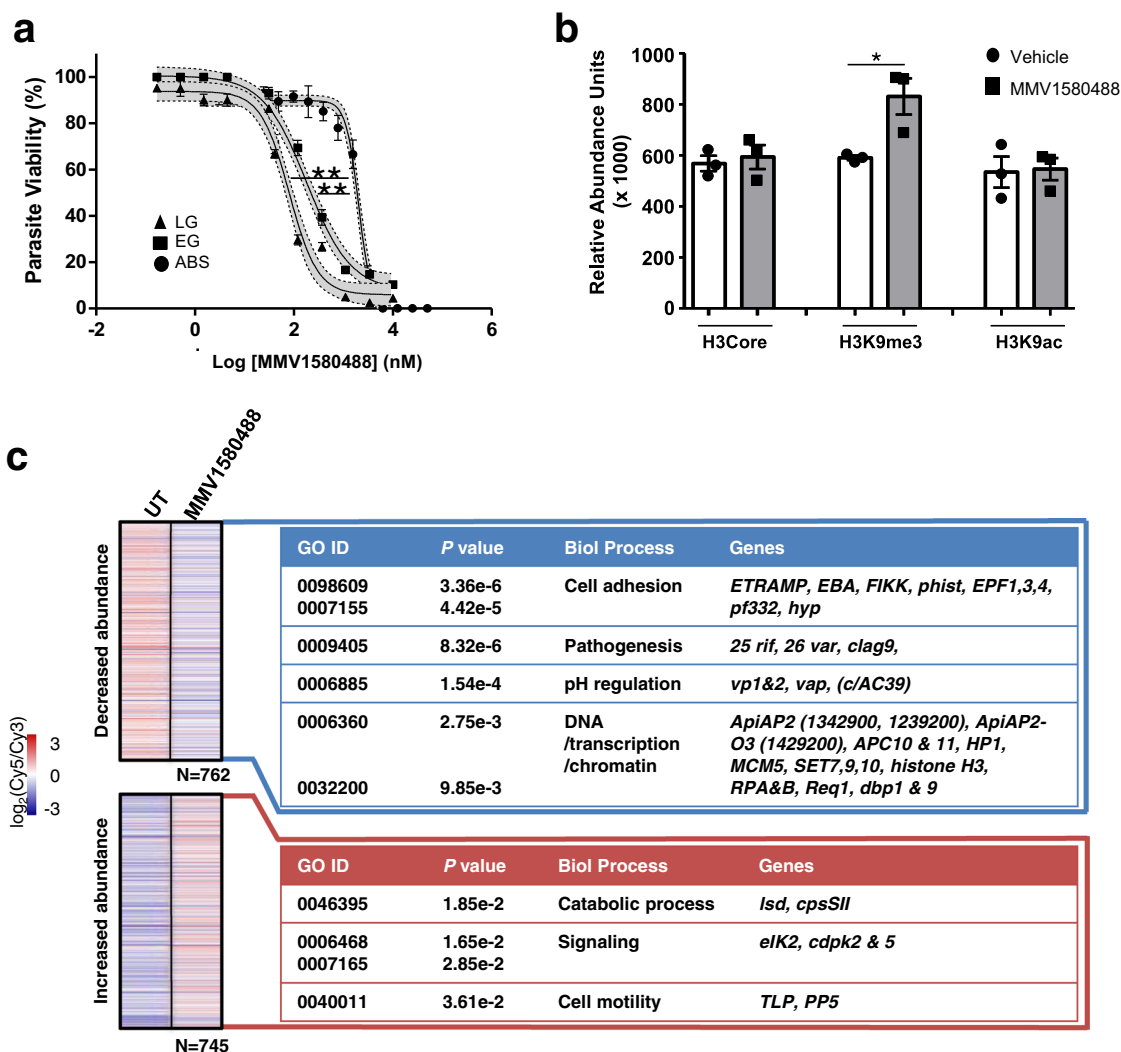 a
Parasite Viability (%)
100
80
60
40
20
0
-2
0
2
4
6
Log [MMV1580488] (nM)
**
**
LG
EG
ABS
b
Relative Abundance Units
(x 1000)
1000
800
600
400
200
0
*
Vehicle
MMV1580488
H3Core
H3K9me3
H3K9ac
c
UT
MMV1580488
Decreased abundance
N=762
log2(Cy5/Cy3)
3
0
-3
Increased abundance
N=745
GO ID P value Biol Process Genes
0098609 3.36e-6 Cell adhesion ETRAMP, EBA, FIKK, phist, EPF1,3,4,
0007155 4.42e-5 pf332, hyp
0009405 8.32e-6 Pathogenesis 25 rif, 26 var, clag9,
0006885 1.54e-4 pH regulation vp1&2, vap, (c/AC39)
0006360 2.75e-3 DNA ApiAP2 (1342900, 1239200), ApiAP2-
/transcription O3 (1429200), APC10 & 11, HP1,
/chromatin MCM5, SET7,9,10, histone H3,
0032200 9.85e-3 RPA&B, Req1, dbp1 & 9
GO ID P value Biol Process Genes
0046395 1.85e-2 Catabolic process lsd, cpsSII
0006468 1.65e-2 Signaling eIK2, cdpk2 & 5
0007165 2.85e-2
0040011 3.61e-2 Cell motility TLP, PP5